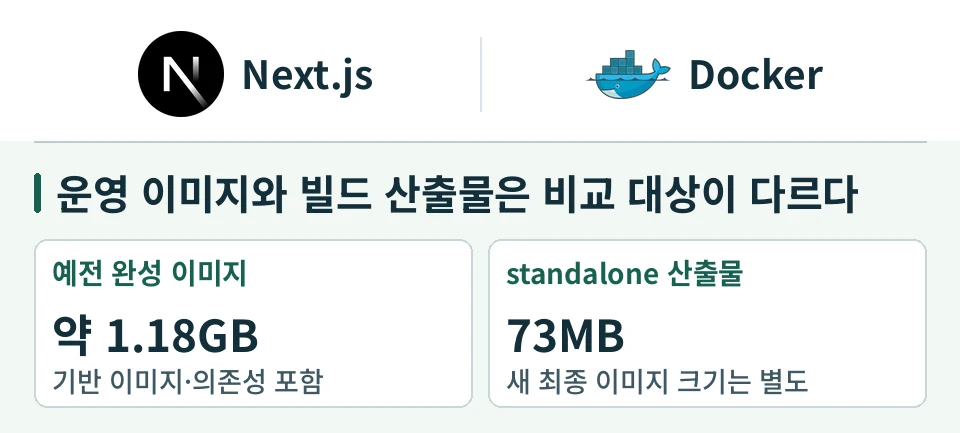 Next.js
Docker
운영 이미지와 빌드 산출물은 비교 대상이 다르다
예전 완성 이미지
약 1.18GB
기반 이미지·의존성 포함
standalone 산출물
73MB
새 최종 이미지 크기는 별도